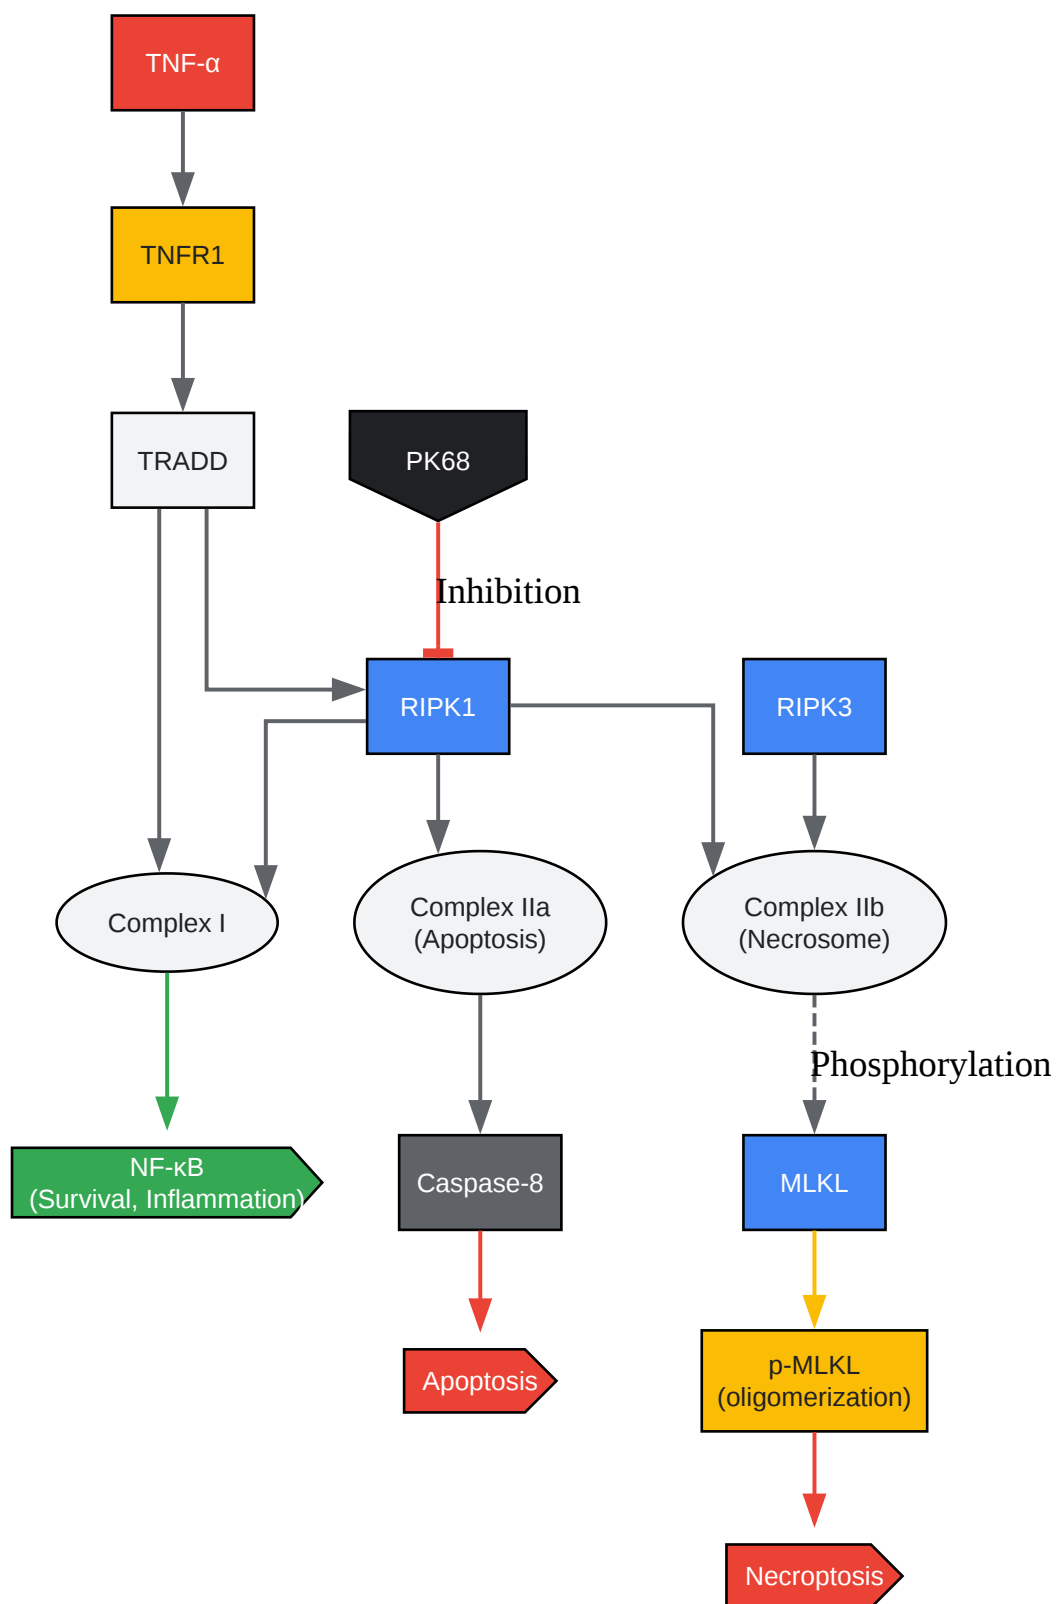 TNF-α
TNFR1
TRADD
PK68
Inhibition
RIPK1
RIPK3
Complex I
Complex IIa
(Apoptosis)
Complex IIb
(Necrosome)
Phosphorylation
NF-κB
(Survival, Inflammation)
Caspase-8
MLKL
Apoptosis
p-MLKL
(oligomerization)
Necroptosis